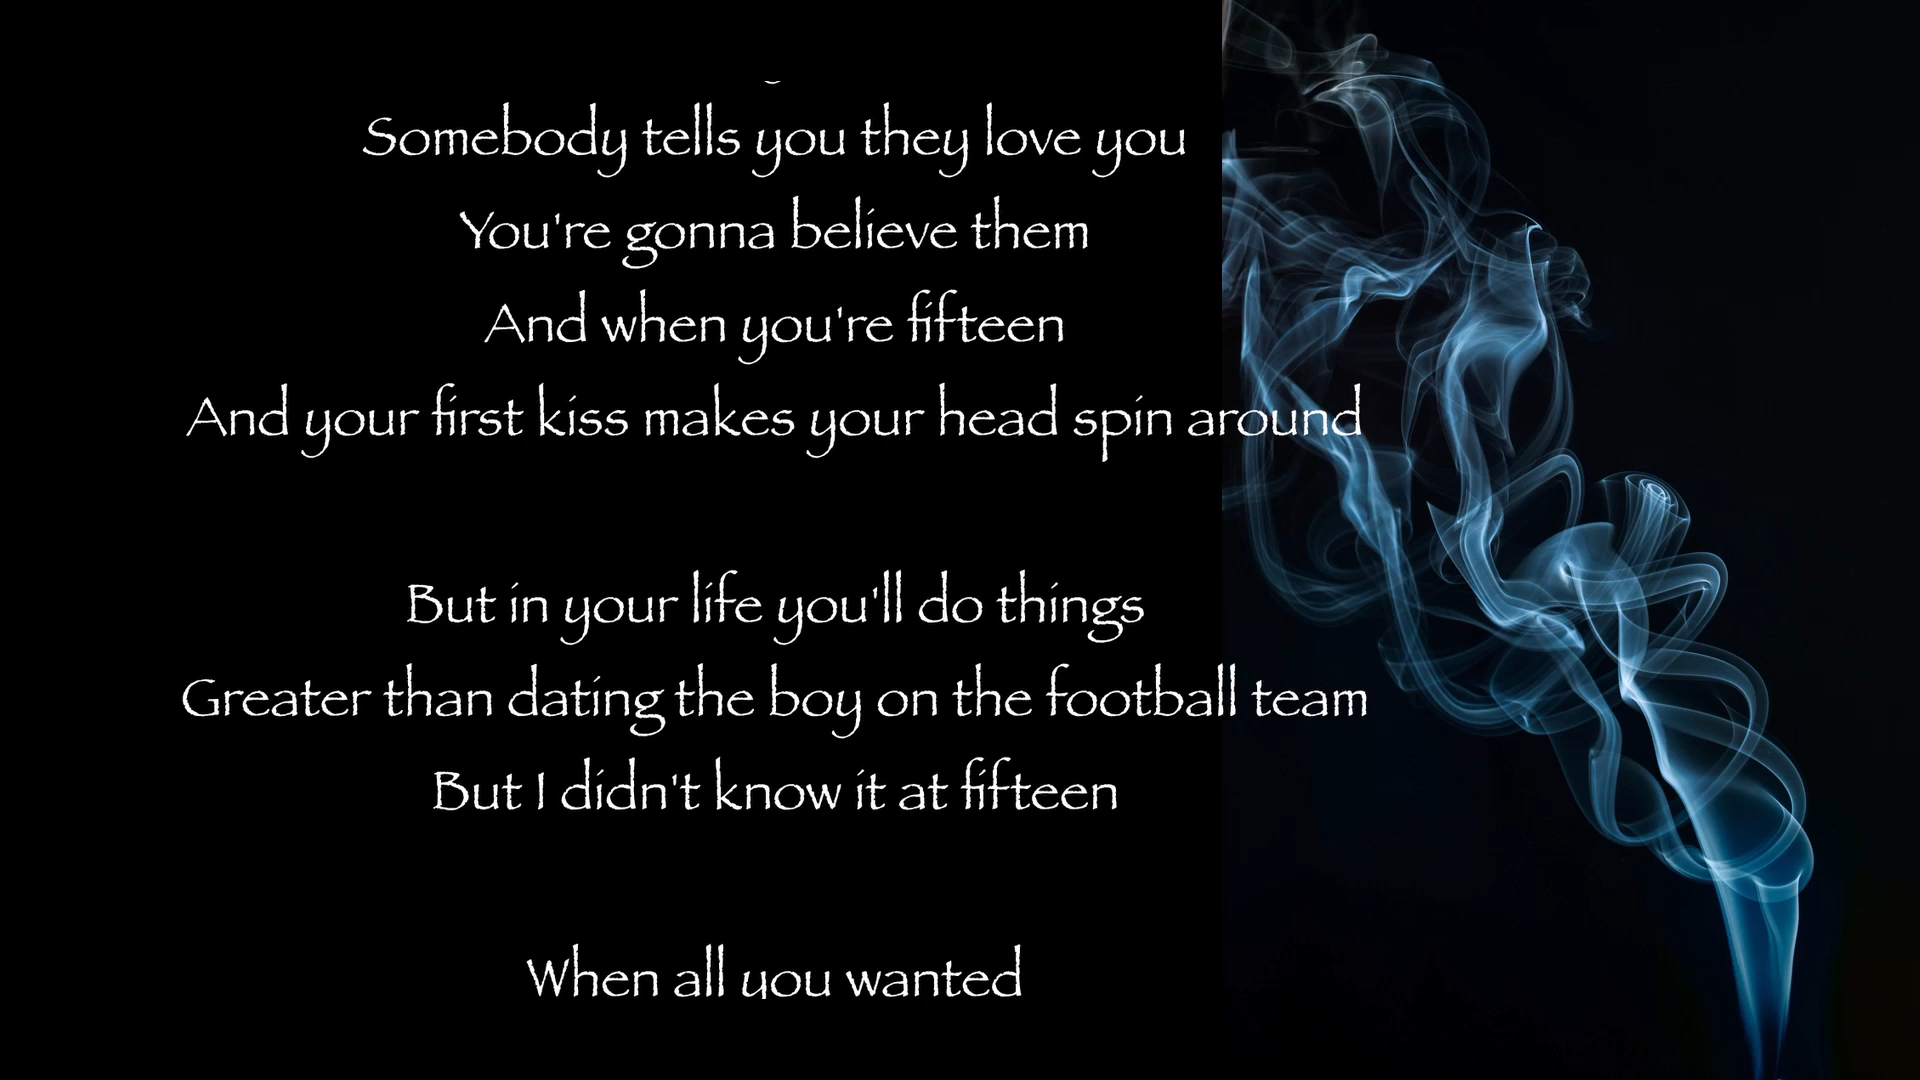 Somebody tells you they love you
You're gonna believe them
And when you're fifteen
And your first kiss makes your head spin around
But in your life you'll do things
Greater than dating the boy on the football team
But I didn't know it at fifteen
When all you wanted